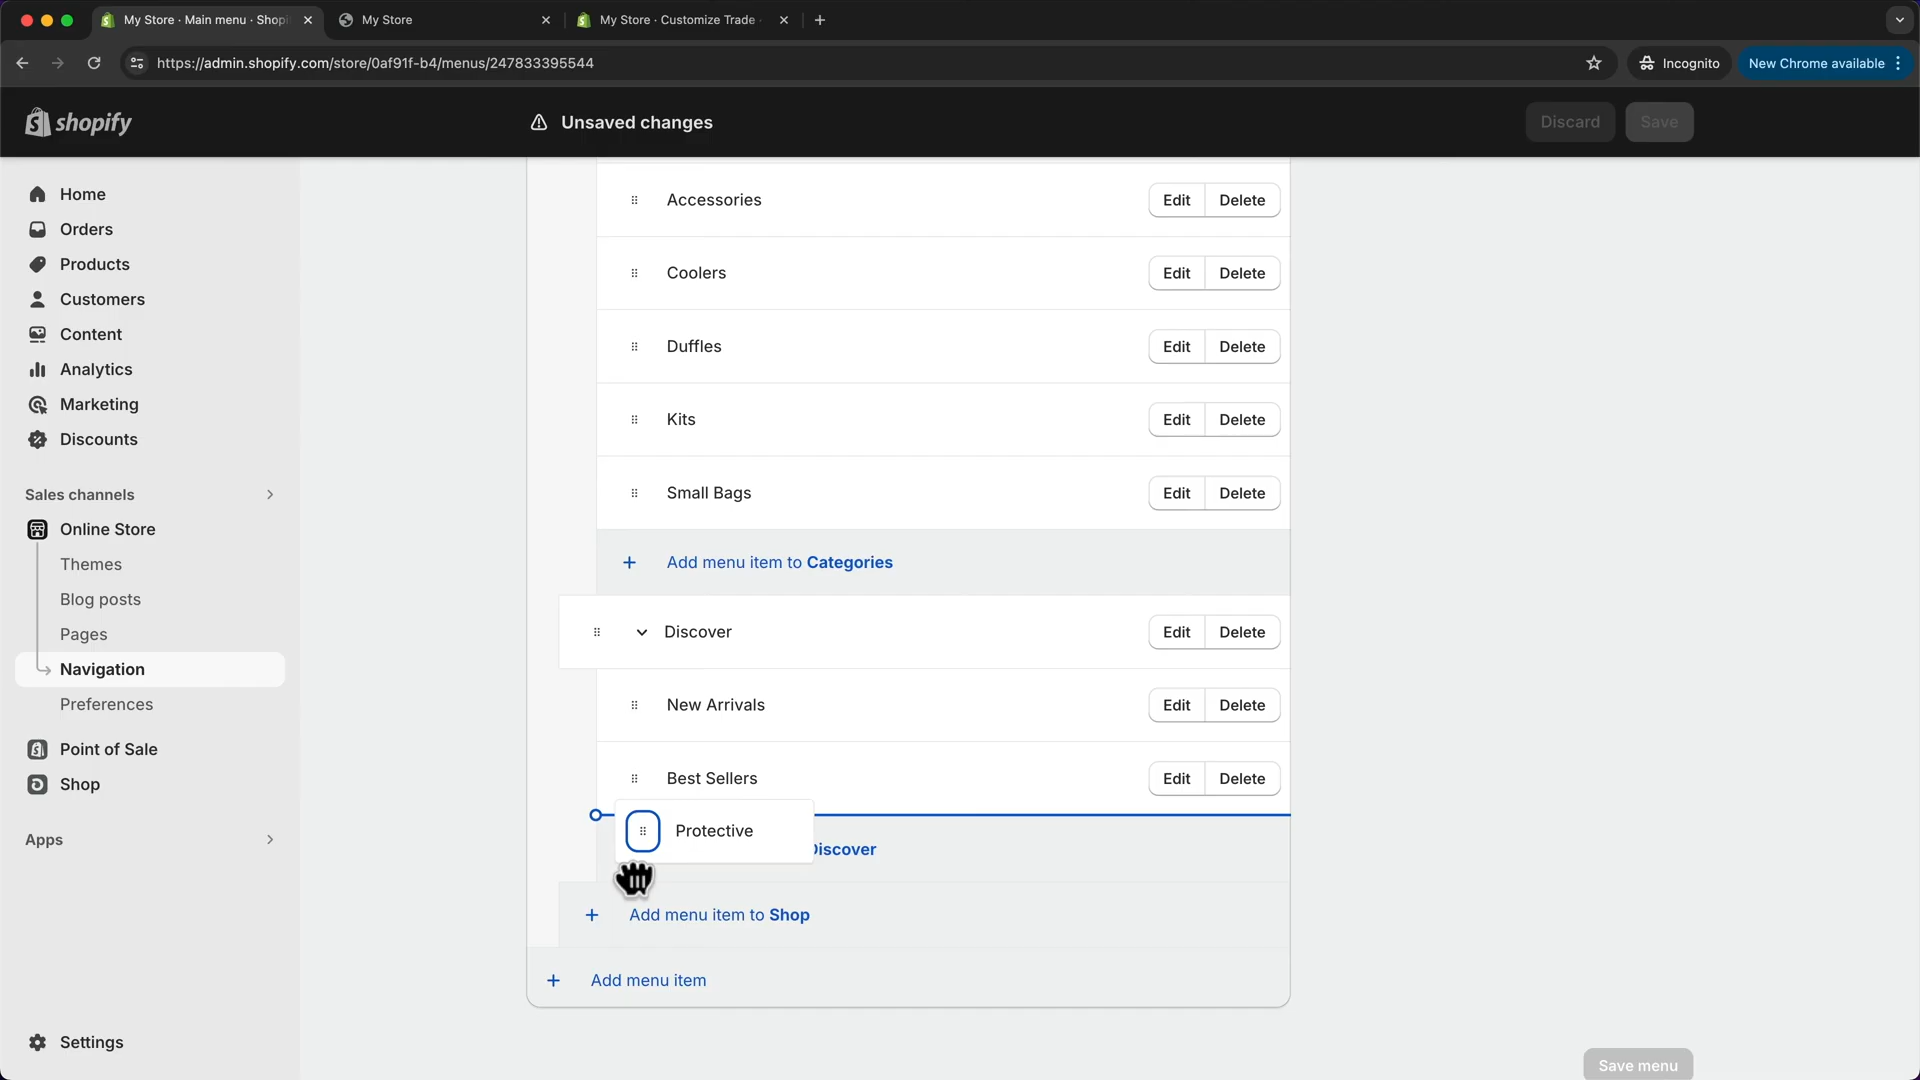 My Store · Main menu · Shopi
My Store
My Store · Customize Trade ·
https://admin.shopify.com/store/0af91f-b4/menus/247833395544
Incognito
New Chrome available
shopify
Unsaved changes
Discard
Save
Home
Orders
Products
Customers
Content
Analytics
Marketing
Discounts
Sales channels
Online Store
Themes
Blog posts
Pages
Navigation
Preferences
Point of Sale
Shop
Apps
Settings
Accessories
Edit
Delete
Coolers
Edit
Delete
Duffles
Edit
Delete
Kits
Edit
Delete
Small Bags
Edit
Delete
Add menu item to Categories
Discover
Edit
Delete
New Arrivals
Edit
Delete
Best Sellers
Edit
Delete
Protective
Discover
Add menu item to Shop
Add menu item
Save menu